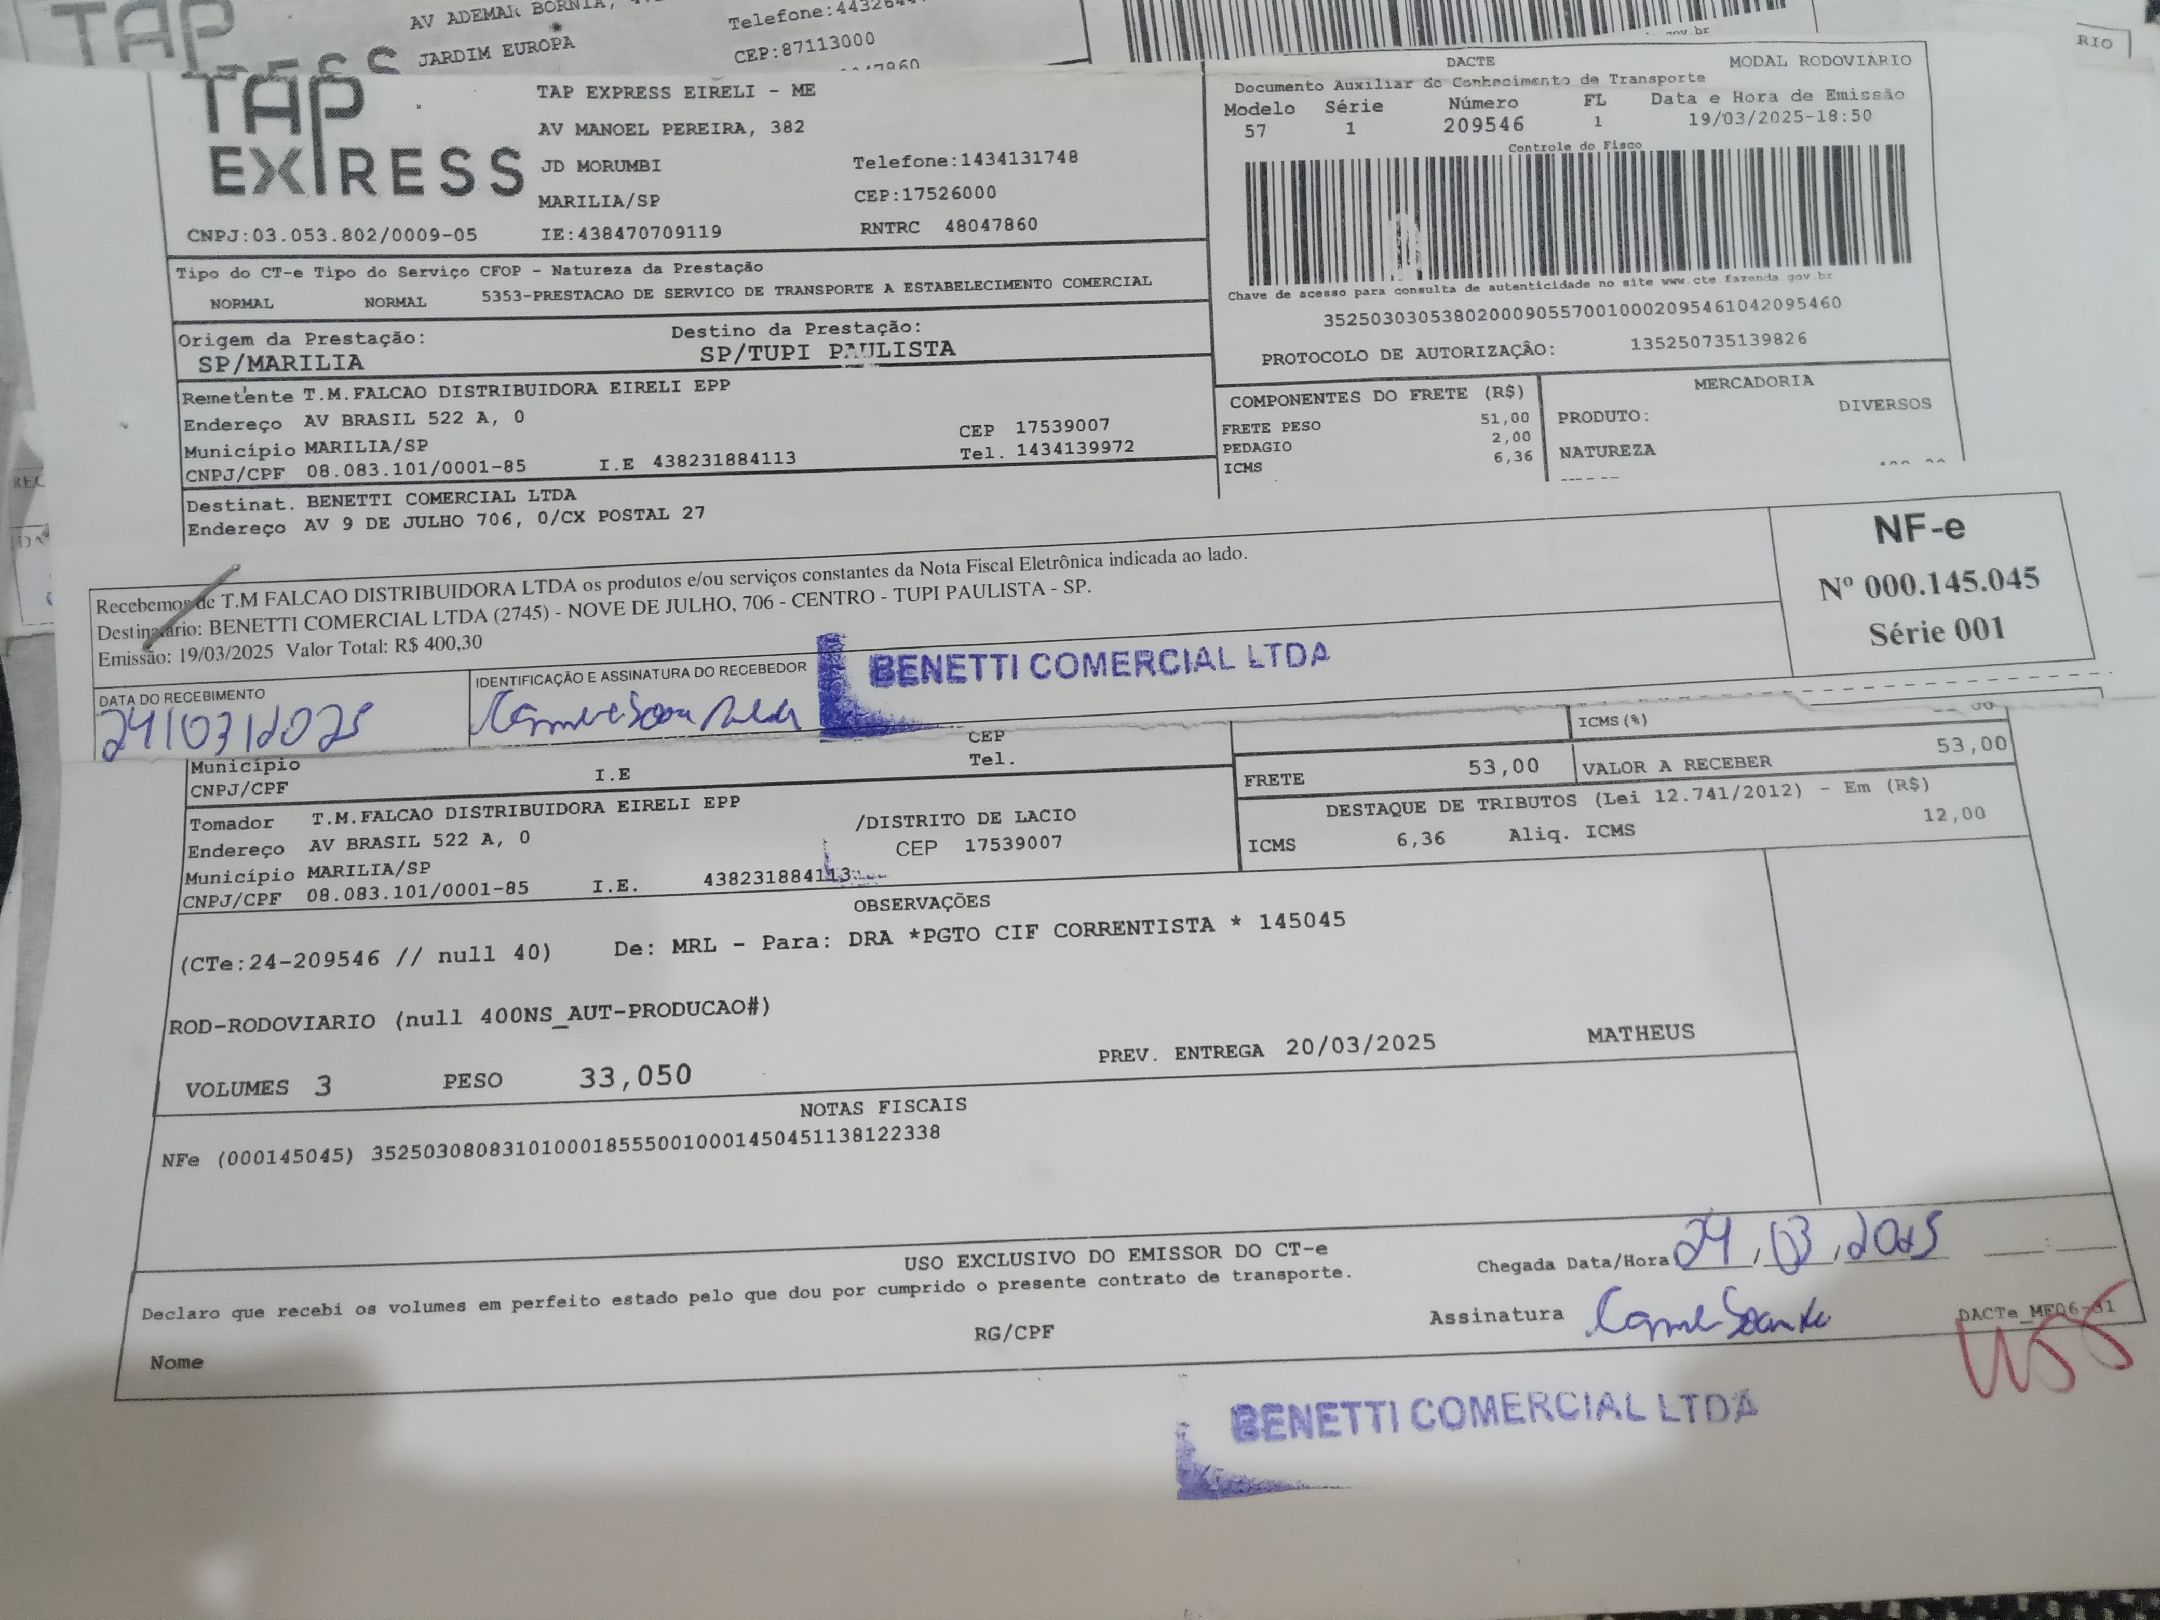 TAP
AV ADEMAR BORNIA,
JARDIM EUROPA
CEP:87113000
RIO
TAP EXPRESS
TAP EXPRESS EIRELI - ME
AV MANOEL PEREIRA, 382
JD MORUMBI Telefone:1434131748
MARILIA/SP CEP:17526000
CNPJ:03.053.802/0009-05 IE:438470709119 RNTRC 48047860
DACTE MODAL RODOVIÁRIO
Documento Auxiliar de Conhecimento de Transporte
Modelo Série Número FL Data e Hora de Emissão
57 1 209546 1 19/03/2025-18:50
Controle do Fisco
Chave de acesso para consulta de autenticidade no site www.cte fazenda.gov.br
35250303053802000905570010002095461042095460
PROTOCOLO DE AUTORIZAÇÂO: 135250735139826
Tipo do CT-e Tipo do Serviço CFOP - Natureza da Prestação
NORMAL NORMAL 5353-PRESTACAO DE SERVICO DE TRANSPORTE A ESTABELECIMENTO COMERCIAL
Origem da Prestação: Destino da Prestação:
SP/MARILIA SP/TUPI PAULISTA
Remetente T.M.FALCAO DISTRIBUIDORA EIRELI EPP
Endereço AV BRASIL 522 A, 0
Município MARILIA/SP CEP 17539007
CNPJ/CPF 08.083.101/0001-85 I.E 438231884113 Tel. 1434139972
COMPONENTES DO FRETE (R$) MERCADORIA
FRETE PESO 51,00 PRODUTO: DIVERSOS
PEDAGIO 2,00
ICMS 6,36 NATUREZA
Destinat. BENETTI COMERCIAL LTDA
Endereço AV 9 DE JULHO 706, 0/CX POSTAL 27
Recebemos de T.M FALCAO DISTRIBUIDORA LTDA os produtos e/ou serviços constantes da Nota Fiscal Eletrônica indicada ao lado.
Destinatário: BENETTI COMERCIAL LTDA (2745) - NOVE DE JULHO, 706 - CENTRO - TUPI PAULISTA - SP.
Emissão: 19/03/2025 Valor Total: R$ 400,30
NF-e
Nº 000.145.045
Série 001
DATA DO RECEBIMENTO IDENTIFICAÇÃO E ASSINATURA DO RECEBEDOR
24/03/2025
BENETTI COMERCIAL LTDA
ICMS(%)
Município CEP
CNPJ/CPF I.E Tel.
FRETE 53,00 VALOR A RECEBER 53,00
DESTAQUE DE TRIBUTOS (Lei 12.741/2012) - Em (R$)
ICMS 6,36 Aliq. ICMS 12,00
Tomador T.M.FALCAO DISTRIBUIDORA EIRELI EPP
Endereço AV BRASIL 522 A, 0 /DISTRITO DE LACIO
Município MARILIA/SP CEP 17539007
CNPJ/CPF 08.083.101/0001-85 I.E. 438231884113
OBSERVAÇÕES
(CTe:24-209546 // null 40) De: MRL - Para: DRA *PGTO CIF CORRENTISTA * 145045
ROD-RODOVIARIO (null 400NS_AUT-PRODUCAO#)
VOLUMES 3 PESO 33,050 PREV. ENTREGA 20/03/2025 MATHEUS
NOTAS FISCAIS
NFe (000145045) 35250308083101000185550010001450451138122338
USO EXCLUSIVO DO EMISSOR DO CT-e
Declaro que recebi os volumes em perfeito estado pelo que dou por cumprido o presente contrato de transporte.
Chegada Data/Hora 24/03/2025
Nome RG/CPF Assinatura
BENETTI COMERCIAL LTDA